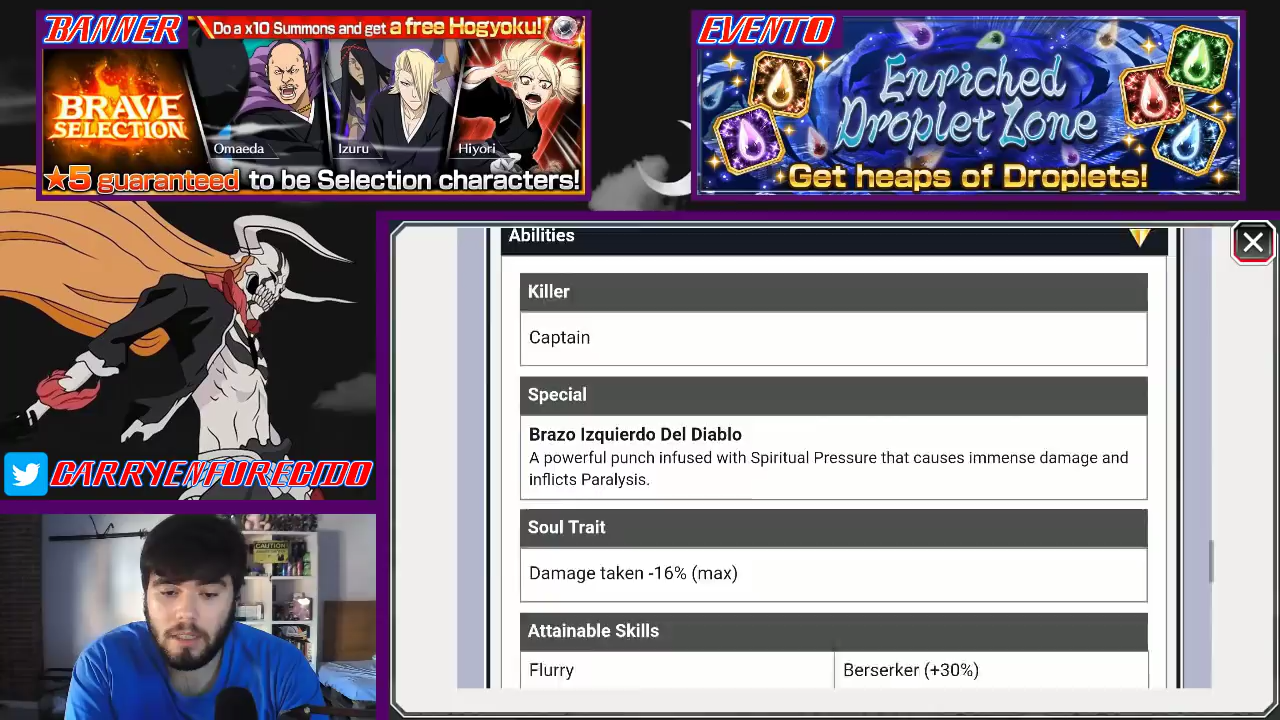 BANNER
Do a x10 Summons and get a free Hogyoku!
BRAVE
SELECTION
Omaeda
Izuru
Hiyori
★5 guaranteed to be Selection characters!
EVENTO
Enriched
Droplet Zone
Get heaps of Droplets!
Abilities
Killer
Captain
Special
Brazo Izquierdo Del Diablo
A powerful punch infused with Spiritual Pressure that causes immense damage and
inflicts Paralysis.
Soul Trait
Damage taken -16% (max)
Attainable Skills
Flurry
Berserker (+30%)
CARRYENFURECIDO
CAUTION